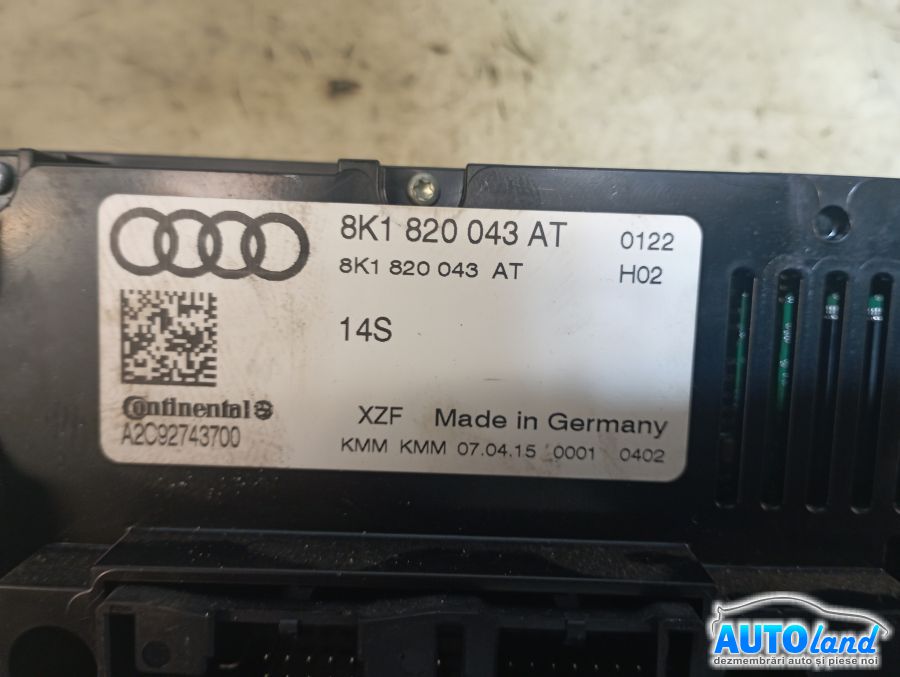 8K1 820 043 AT 0122
8K1 820 043 AT H02
14S
Continental
A2C92743700
XZF Made in Germany
KMM KMM 07.04.15 0001 0402
AUTOland
dezmembrări auto și piese noi